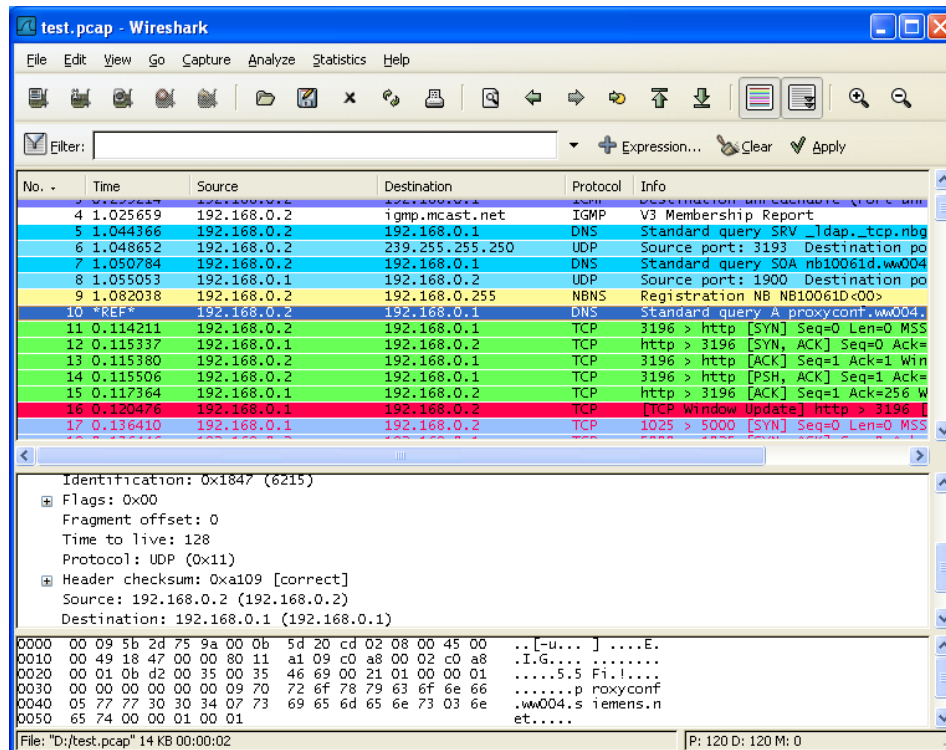 test.pcap - Wireshark
File Edit View Go Capture Analyze Statistics Help
Filter: Expression... Clear Apply
No. Time Source Destination Protocol Info
4 1.025659 192.168.0.2 igmp.mcast.net IGMP V3 Membership Report
5 1.044366 192.168.0.2 192.168.0.1 DNS Standard query SRV _ldap._tcp.nbg
6 1.048652 192.168.0.2 239.255.255.250 UDP Source port: 3193 Destination po
7 1.050784 192.168.0.2 192.168.0.1 DNS Standard query SOA nb10061d.ww004
8 1.055053 192.168.0.1 192.168.0.2 UDP Source port: 1900 Destination po
9 1.082038 192.168.0.2 192.168.0.255 NBNS Registration NB NB10061D<00>
10 *REF* 192.168.0.2 192.168.0.1 DNS Standard query A proxyconf.ww004.
11 0.114211 192.168.0.2 192.168.0.1 TCP 3196 > http [SYN] Seq=0 Len=0 MSS
12 0.115337 192.168.0.1 192.168.0.2 TCP http > 3196 [SYN, ACK] Seq=0 Ack=
13 0.115380 192.168.0.2 192.168.0.1 TCP 3196 > http [ACK] Seq=1 Ack=1 Win
14 0.115506 192.168.0.2 192.168.0.1 TCP 3196 > http [PSH, ACK] Seq=1 Ack=
15 0.117364 192.168.0.1 192.168.0.2 TCP http > 3196 [ACK] Seq=1 Ack=256 W
16 0.120476 192.168.0.1 192.168.0.2 TCP [TCP Window Update] http > 3196 [
17 0.136410 192.168.0.1 192.168.0.2 TCP 1025 > 5000 [SYN] Seq=0 Len=0 MSS
Identification: 0x1847 (6215)
Flags: 0x00
Fragment offset: 0
Time to live: 128
Protocol: UDP (0x11)
Header checksum: 0xa109 [correct]
Source: 192.168.0.2 (192.168.0.2)
Destination: 192.168.0.1 (192.168.0.1)
0000 00 09 5b 2d 75 9a 00 0b 5d 20 cd 02 08 00 45 00 ..[-u... ] ....E.
0010 00 49 18 47 00 00 80 11 a1 09 c0 a8 00 02 c0 a8 .I.G.... ........
0020 00 01 0b d2 00 35 00 35 46 69 00 21 01 00 00 01 .....5.5 Fi.!....
0030 00 00 00 00 00 00 09 70 72 6f 78 79 63 6f 6e 66 .......p roxyconf
0040 05 77 77 30 30 34 07 73 69 65 6d 65 6e 73 03 6e .ww004.s iemens.n
0050 65 74 00 00 01 00 01 et.....
File: "D:/test.pcap" 14 KB 00:00:02 P: 120 D: 120 M: 0